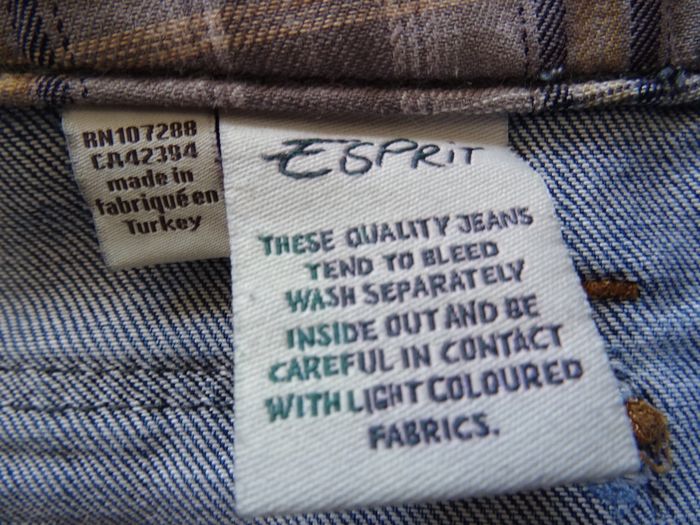 RN107288
CA42394
made in
fabriqué en
Turkey
ESPRIT
THESE QUALITY JEANS
TEND TO BLEED
WASH SEPARATELY
INSIDE OUT AND BE
CAREFUL IN CONTACT
WITH LIGHT COLOURED
FABRICS.